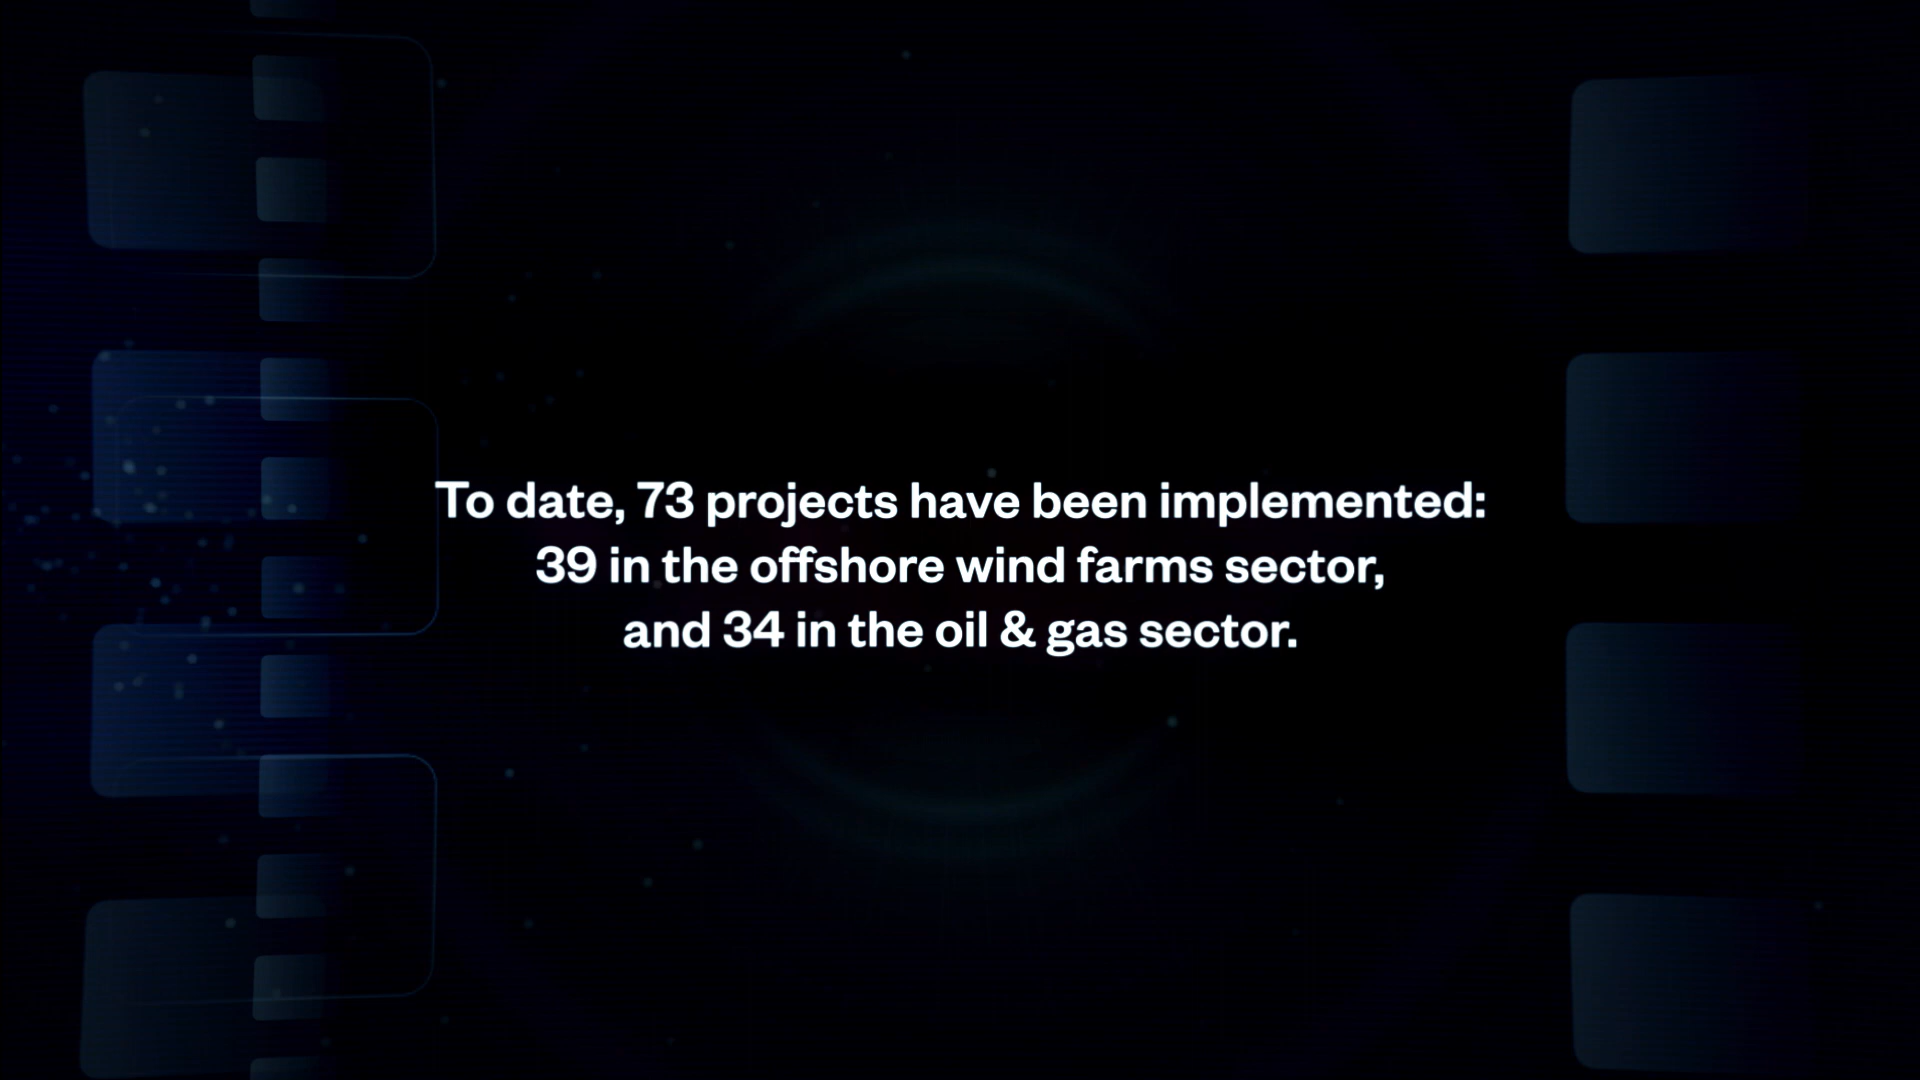 To date, 73 projects have been implemented:
39 in the offshore wind farms sector,
and 34 in the oil & gas sector.